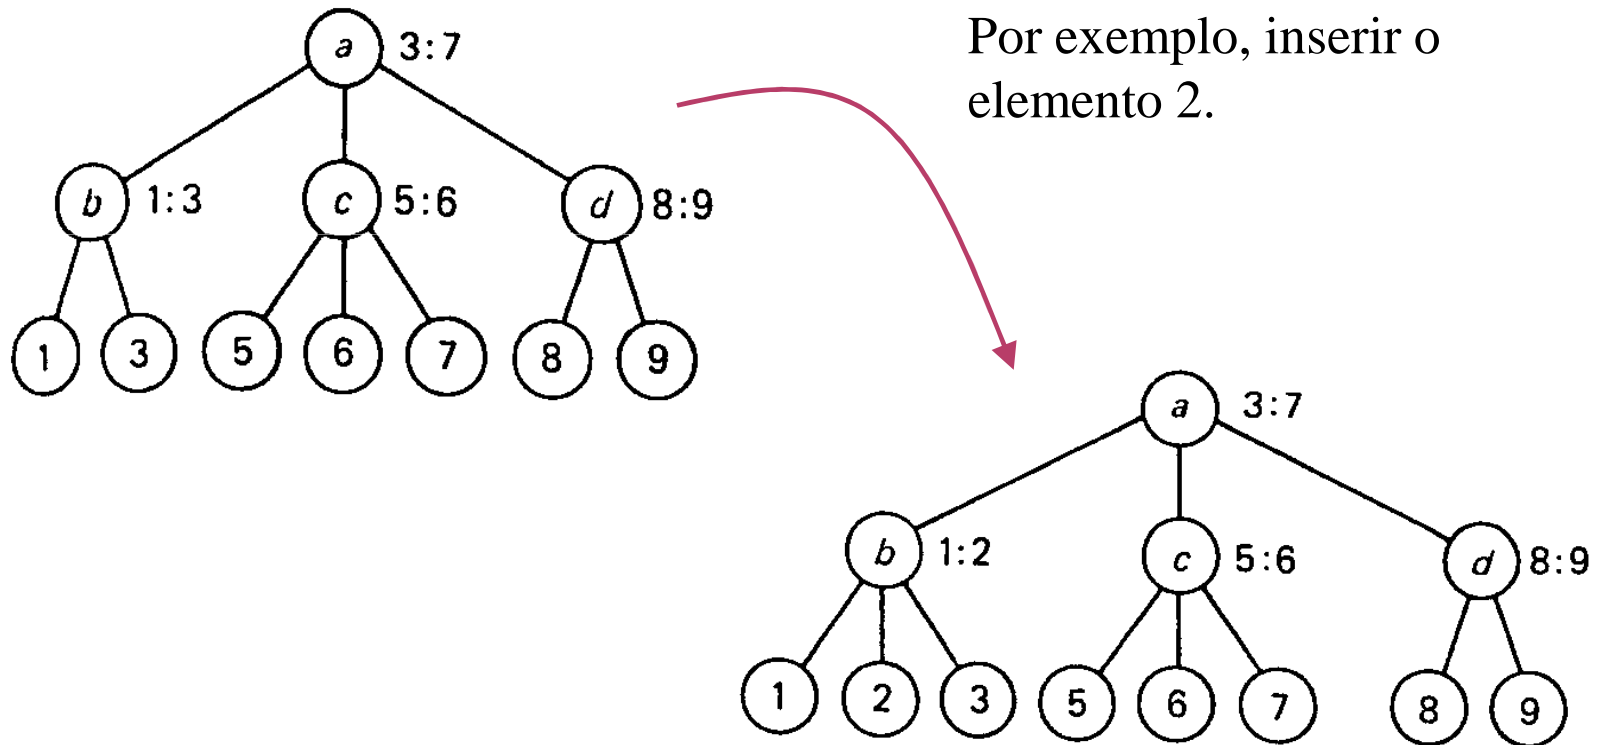 Por exemplo, inserir o
elemento 2.
a 3:7
b 1:3 c 5:6 d 8:9
1 3 5 6 7 8 9
a 3:7
b 1:2 c 5:6 d 8:9
1 2 3 5 6 7 8 9